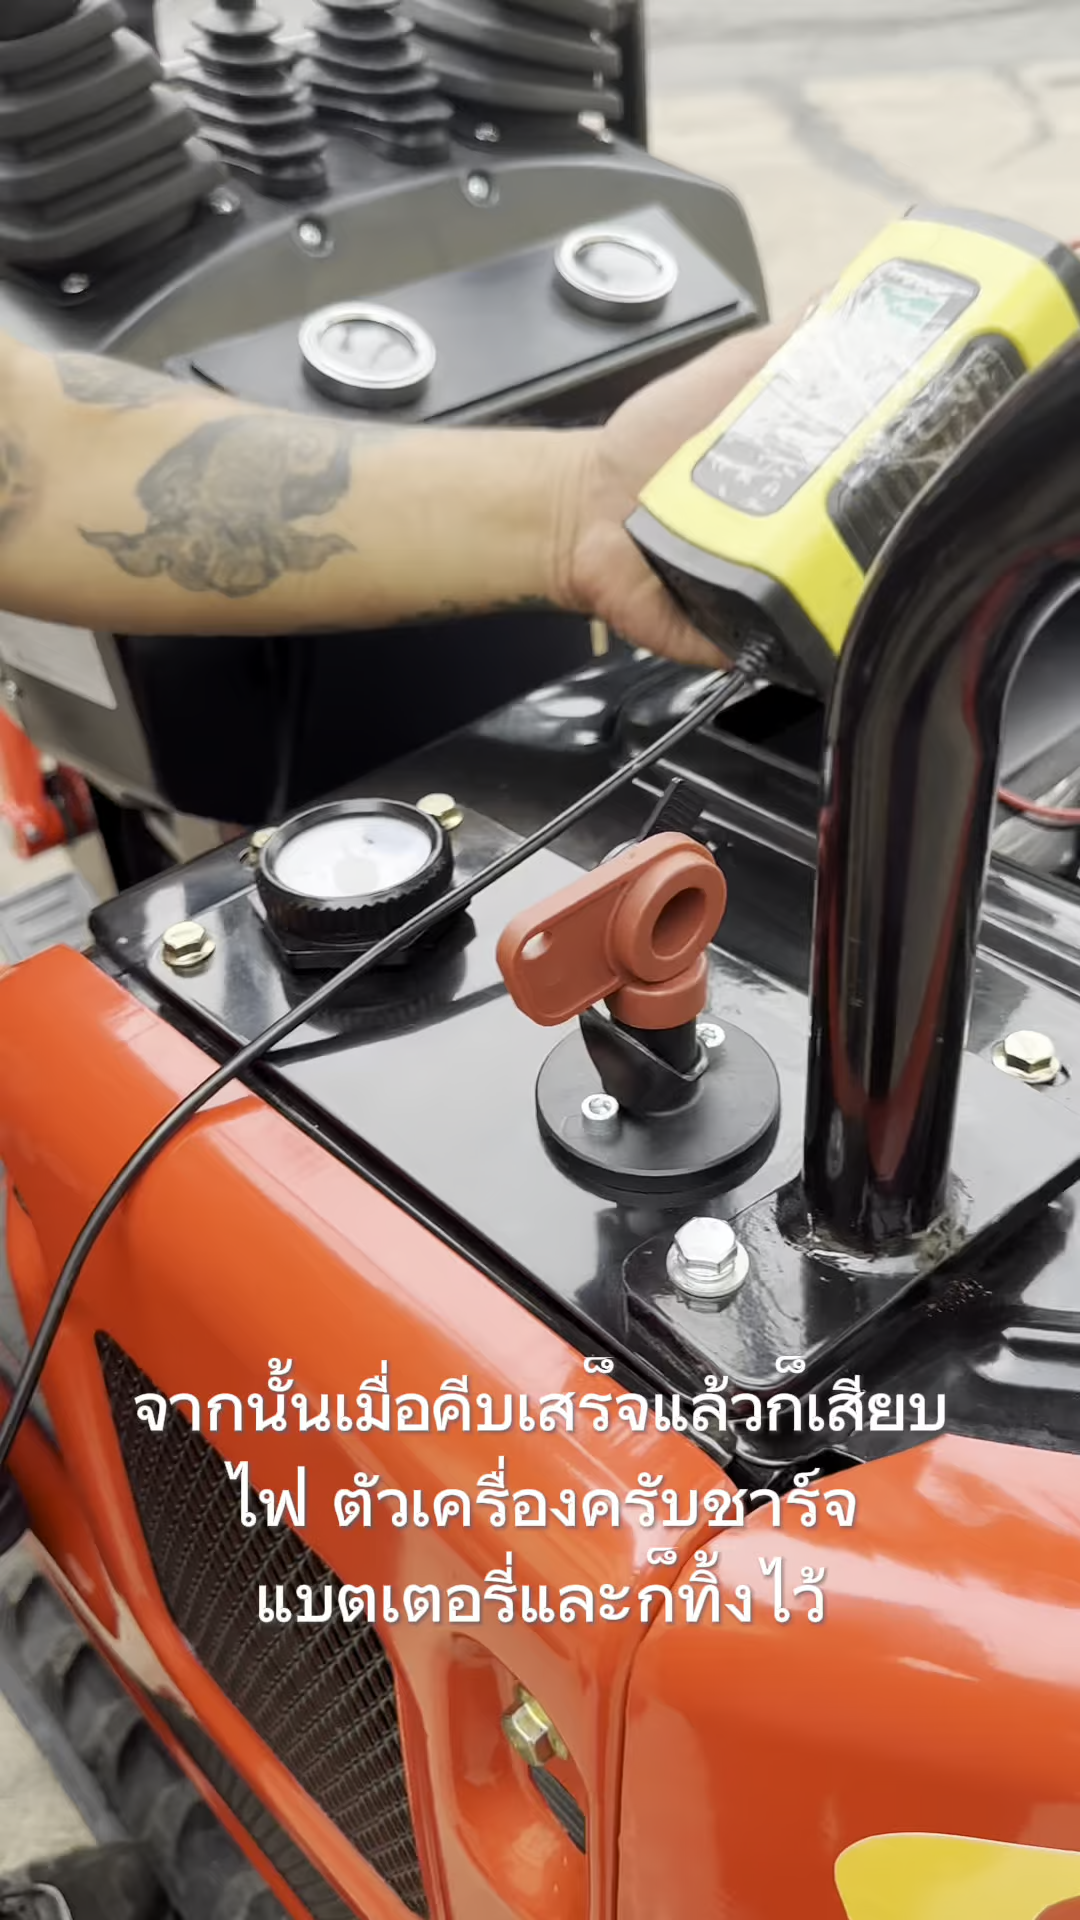 จากนั้นเมื่อคีบเสร็จแล้วก็เสียบ
ไฟ ตัวเครื่องครับชาร์จ
แบตเตอรี่และก็ทิ้งไว้